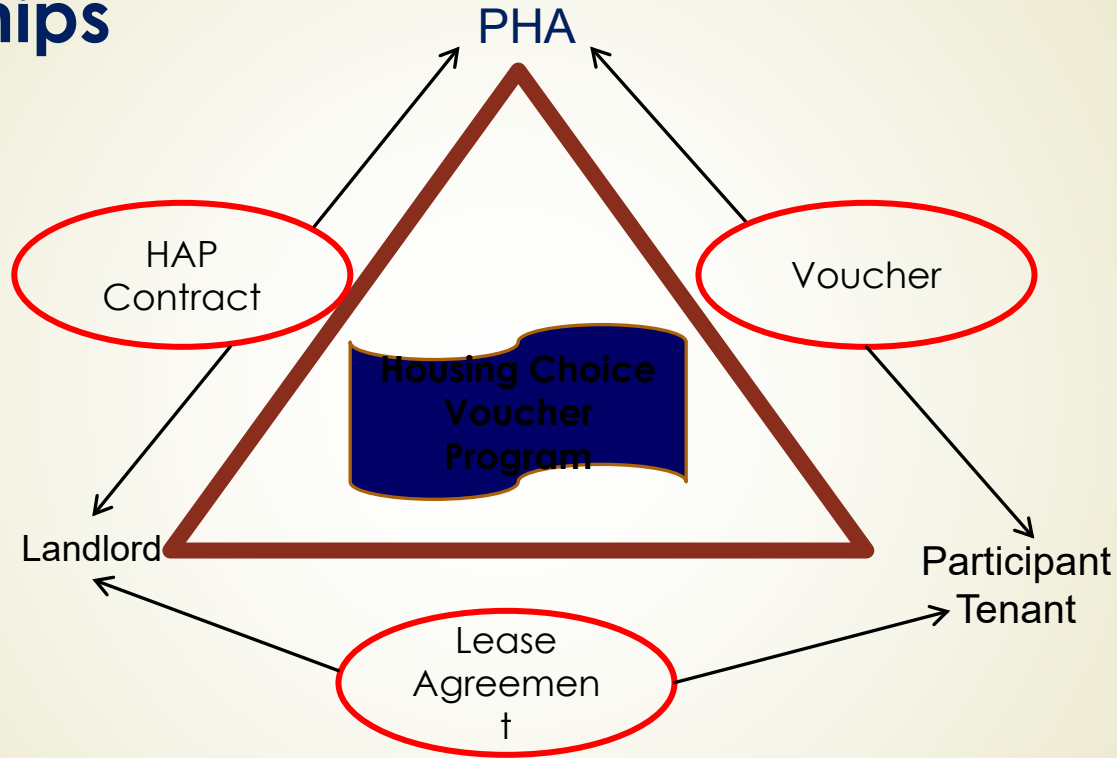 hips
PHA
HAP
Contract
Voucher
Housing Choice
Voucher
Program
Landlord
Participant
Tenant
Lease
Agreemen
t